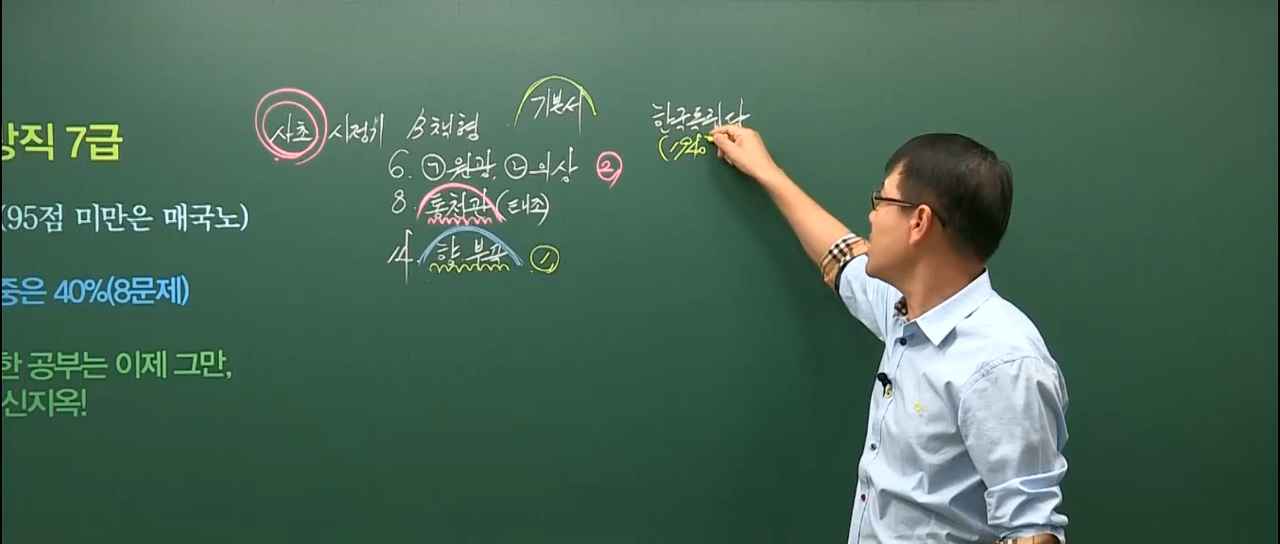 방직 7급
(95점 미만은 매국노)
중은 40%(8문제)
한 공부는 이제 그만,
신지옥!
사초 시정기 B책형 기본서
6. ㉠원광, ㉡의상 ②
8. 통천관 (태조)
14. 향·부곡 ①
한국독립당
(1940